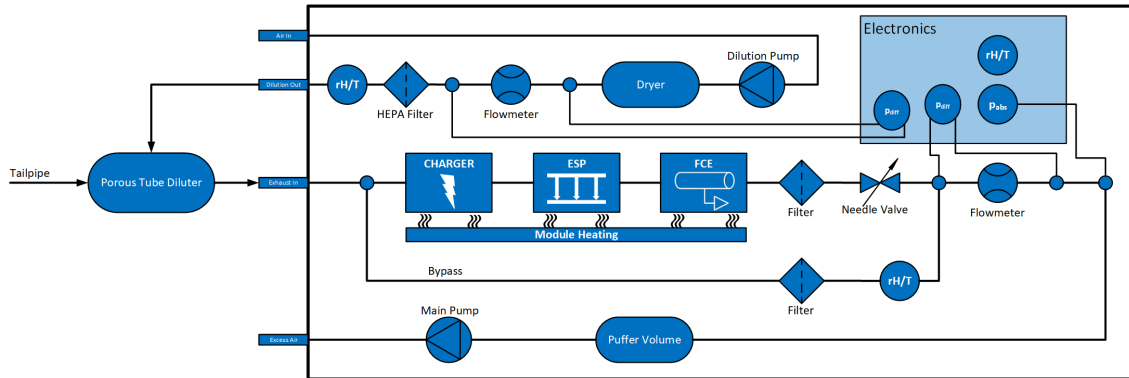 Electronics
Air In
Dilution Pump
rH/T
Dilution Out
rH/T
HEPA Filter
Flowmeter
Dryer
pdiff
pdiff
pabs
Tailpipe
Porous Tube Diluter
Exhaust In
CHARGER
ESP
FCE
Filter
Needle Valve
Flowmeter
Module Heating
Bypass
rH/T
Filter
Main Pump
Excess Air
Puffer Volume